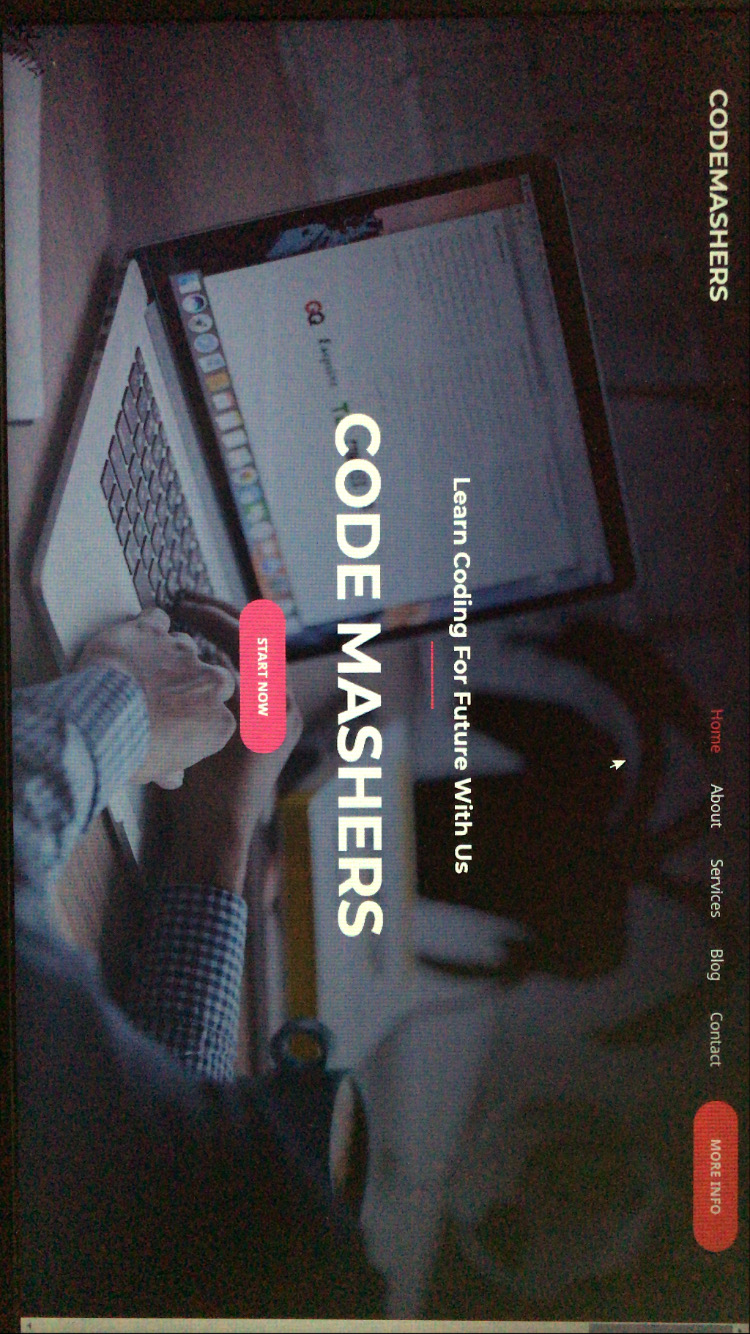 CODEMASHERS
Home About Services Blog Contact MORE INFO
Learn Coding For Future With Us
CODE MASHERS
START NOW